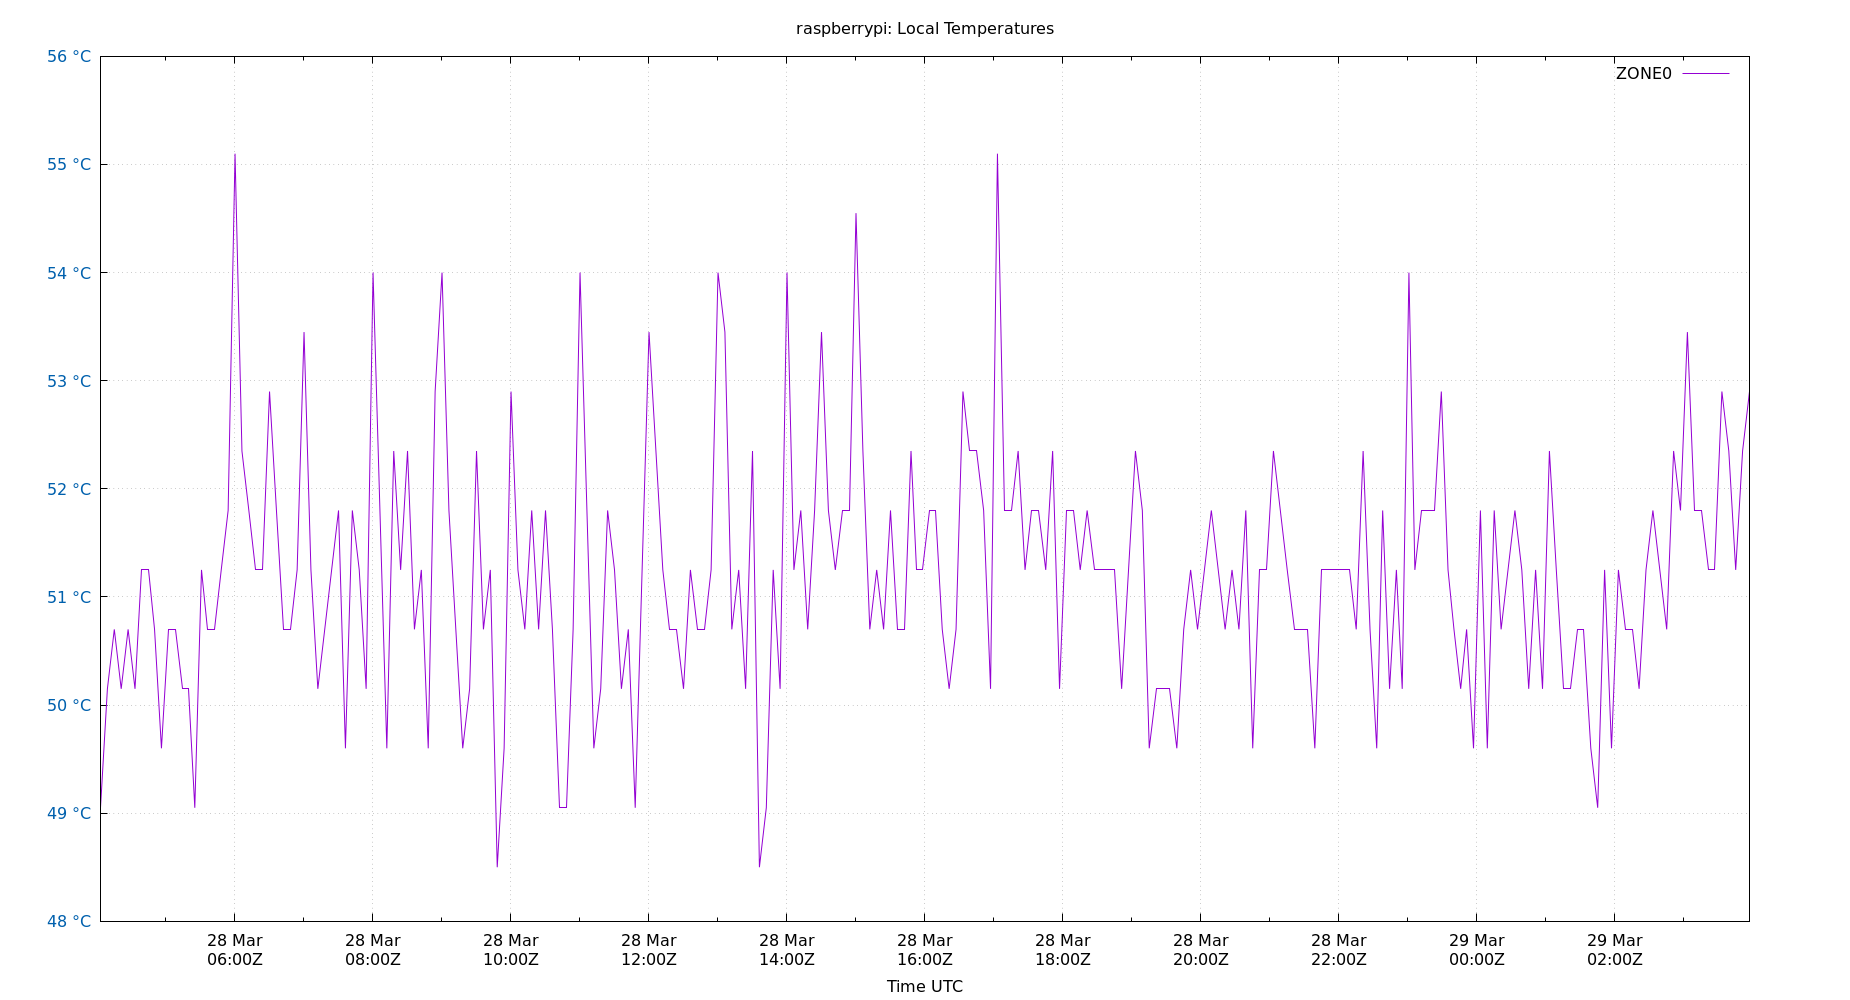 raspberrypi: Local Temperatures
56 °C
55 °C
54 °C
53 °C
52 °C
51 °C
50 °C
49 °C
48 °C
ZONE0
28 Mar 28 Mar 28 Mar 28 Mar 28 Mar 28 Mar 28 Mar 28 Mar 28 Mar 29 Mar 29 Mar
06:00Z 08:00Z 10:00Z 12:00Z 14:00Z 16:00Z 18:00Z 20:00Z 22:00Z 00:00Z 02:00Z
Time UTC